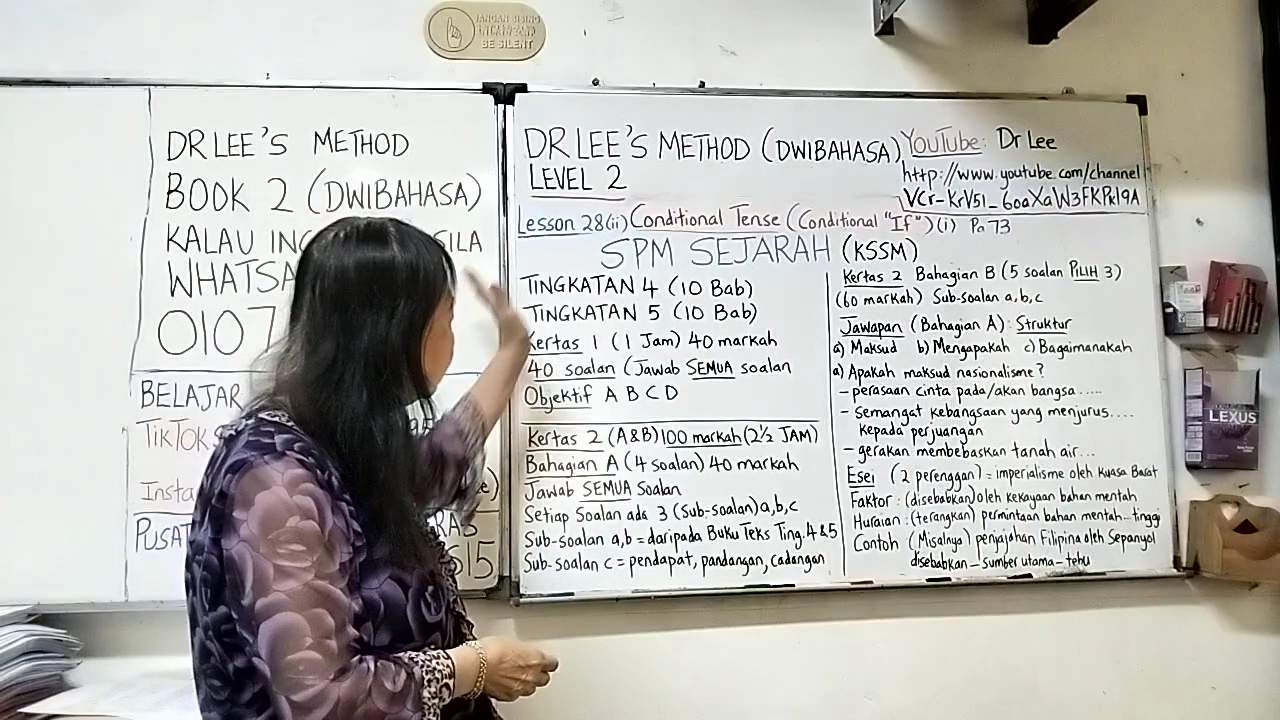 JANGAN BISING
BE SILENT
DR LEE'S METHOD
BOOK 2 (DWIBAHASA)
KALAU
WHATSA
0107
BELAJAR
TikTok
Insta
PUSAT
615
DR LEE'S METHOD (DWIBAHASA)
LEVEL 2
YouTube: Dr Lee
http://www.youtube.com/channel
Lesson 28(ii) Conditional Tense (Conditional "If") (i) Pg 73
SPM SEJARAH (KSSM)
TINGKATAN 4 (10 Bab)
TINGKATAN 5 (10 Bab)
Kertas 1 (1 Jam) 40 markah
40 soalan (Jawab SEMUA soalan
Objektif A B C D
Kertas 2 (A&B) 100 markah (2½ JAM)
Bahagian A (4 soalan) 40 markah
Jawab SEMUA Soalan
Setiap Soalan ada 3 (Sub-soalan) a,b,c
Sub-soalan a,b = daripada Buku Teks Ting. 4 & 5
Sub-soalan c = pendapat, pandangan, cadangan
Kertas 2 Bahagian B (5 soalan PILIH 3)
(60 markah) Sub-soalan a,b,c
Jawapan (Bahagian A): Struktur
a) Maksud b) Mengapakah c) Bagaimanakah
a) Apakah maksud nasionalisme?
- perasaan cinta pada/akan bangsa.....
- semangat kebangsaan yang menjurus....
kepada perjuangan
- gerakan membebaskan tanah air...
Esei (2 perenggan) = imperialisme oleh Kuasa Barat
Faktor: (disebabkan) oleh kekayaan bahan mentah
Huraian: (terangkan) permintaan bahan mentah - tinggi
Contoh (Misalnya) penjajahan Filipina oleh Sepanyol
disebabkan - Sumber utama - tebu
LEXUS